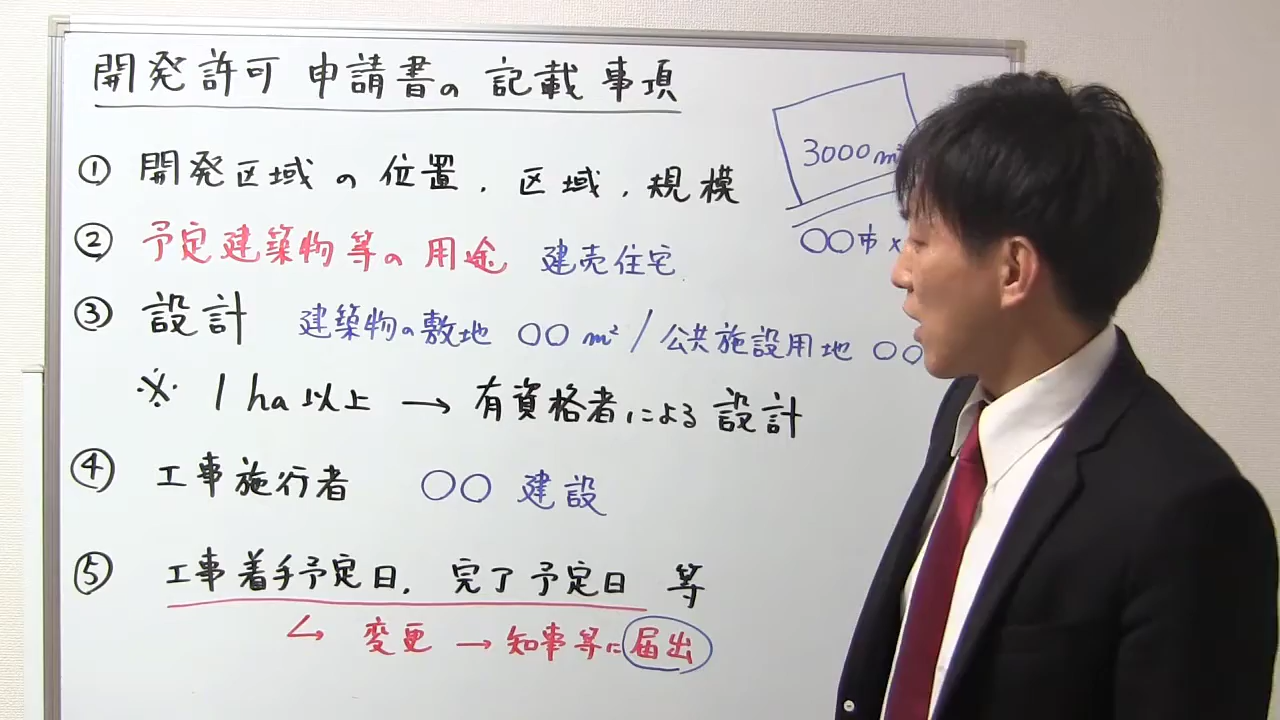 開発許可 申請書の 記載 事項
3000m²
○○市
① 開発区域の位置, 区域, 規模
② 予定建築物等の用途 建売住宅
③ 設計 建築物の敷地 ○○m² / 公共施設用地 ○○
※ 1ha以上 → 有資格者による設計
④ 工事施行者 ○○建設
⑤ 工事着手予定日, 完了予定日 等
↳ 変更 → 知事等に届出